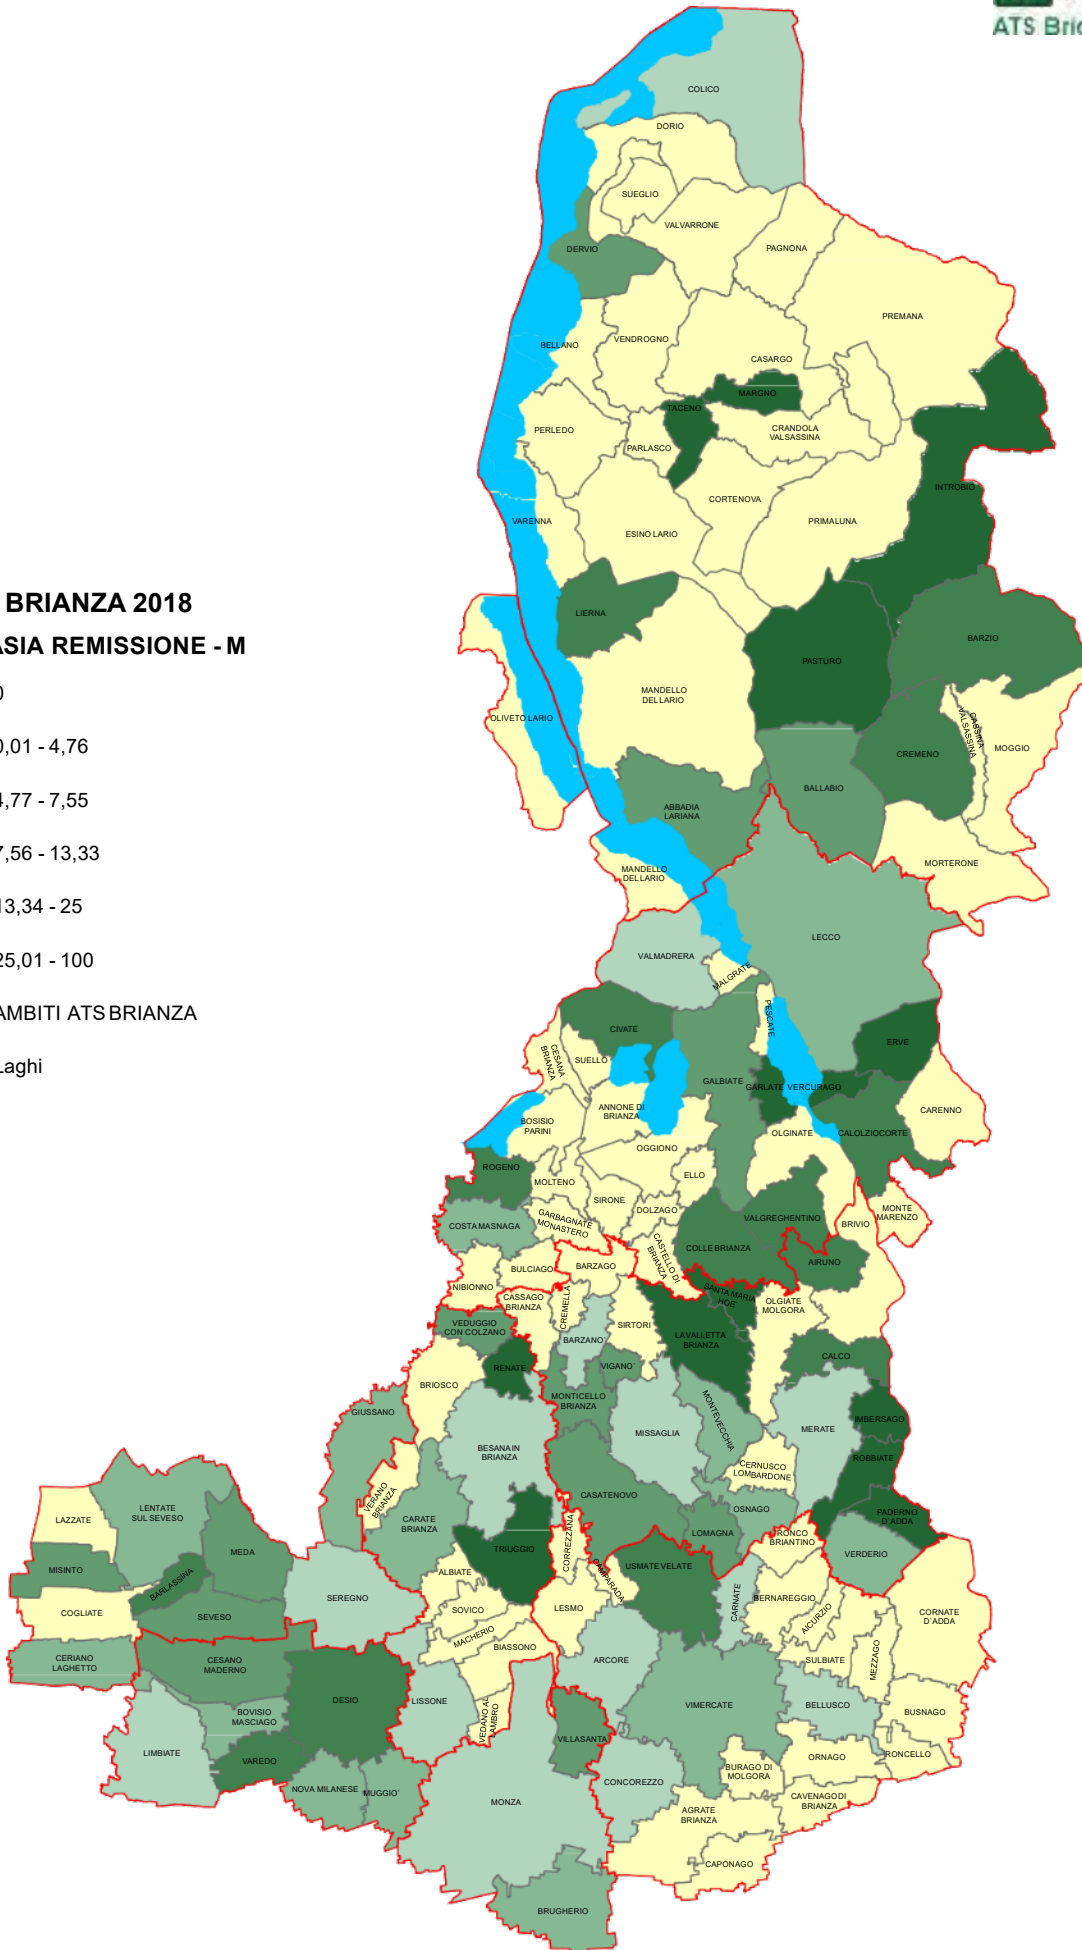 ATS Bri
COLICO
DORIO
SUEGLIO
VALVARRONE
PAGNONA
DERVIO
PREMANA
VENDROGNO
BELLANO
CASARGO
MARGNO
TACENO
PERLEDO
PARLASCO
CRANDOLA
VALSASSINA
INTROBIO
CORTENOVA
VARENNA
PRIMALUNA
ESINO LARIO
BRIANZA 2018
ASIA REMISSIONE - M
0
0,01 - 4,76
4,77 - 7,55
7,56 - 13,33
13,34 - 25
25,01 - 100
AMBITI ATS BRIANZA
Laghi
LIERNA
BARZIO
PASTURO
MANDELLO
DEL LARIO
OLIVETO LARIO
CASSINA
VALSASSINA
MOGGIO
CREMENO
BALLABIO
ABBADIA
LARIANA
MORTERONE
MANDELLO
DEL LARIO
LECCO
VALMADRERA
MALGRATE
PESCATE
CIVATE
ERVE
CESANA
BRIANZA
SUELLO
GALBIATE
GARLATE
VERCURAGO
ANNONE DI
BRIANZA
CARENNO
BOSISIO
PARINI
OLGINATE
CALOLZIOCORTE
OGGIONO
ROGENO
ELLO
MOLTENO
SIRONE
DOLZAGO
VALGREGHENTINO
MONTE
MARENZO
COSTA MASNAGA
GARBAGNATE
MONASTERO
BRIVIO
COLLE BRIANZA
CASTELLO DI
BRIANZA
AIRUNO
BULCIAGO
BARZAGO
NIBIONNO
CASSAGO
BRIANZA
CREMELLA
SANTA MARIA
HOE`
OLGIATE
MOLGORA
VEDUGGIO
CON COLZANO
SIRTORI
LAVALLETTA
BRIANZA
BARZANO`
CALCO
RENATE
VIGANO`
BRIOSCO
MONTICELLO
BRIANZA
MONTEVECCHIA
GIUSSANO
IMBERSAGO
MERATE
BESANA IN
BRIANZA
MISSAGLIA
ROBBIATE
CERNUSCO
LOMBARDONE
VERANO
BRIANZA
CASATENOVO
LENTATE
SUL SEVESO
OSNAGO
PADERNO
D`ADDA
LAZZATE
CARATE
BRIANZA
CORREZZANA
LOMAGNA
RONCO
BRIANTINO
TRIUGGIO
MEDA
VERDERIO
MISINTO
ALBIATE
CAMPARADA
USMATE VELATE
BARLASSINA
SEREGNO
CARNATE
BERNAREGGIO
COGLIATE
SEVESO
SOVICO
LESMO
AICURZIO
CORNATE
D`ADDA
MACHERIO
BIASSONO
CERIANO
LAGHETTO
CESANO
MADERNO
ARCORE
SULBIATE
MEZZAGO
DESIO
LISSONE
VEDANO AL
LAMBRO
VIMERCATE
BELLUSCO
BUSNAGO
BOVISIO
MASCIAGO
VILLASANTA
LIMBIATE
VAREDO
ORNAGO
RONCELLO
CONCOREZZO
BURAGO DI
MOLGORA
NOVA MILANESE
MUGGIO`
MONZA
CAVENAGO DI
BRIANZA
AGRATE
BRIANZA
CAPONAGO
BRUGHERIO